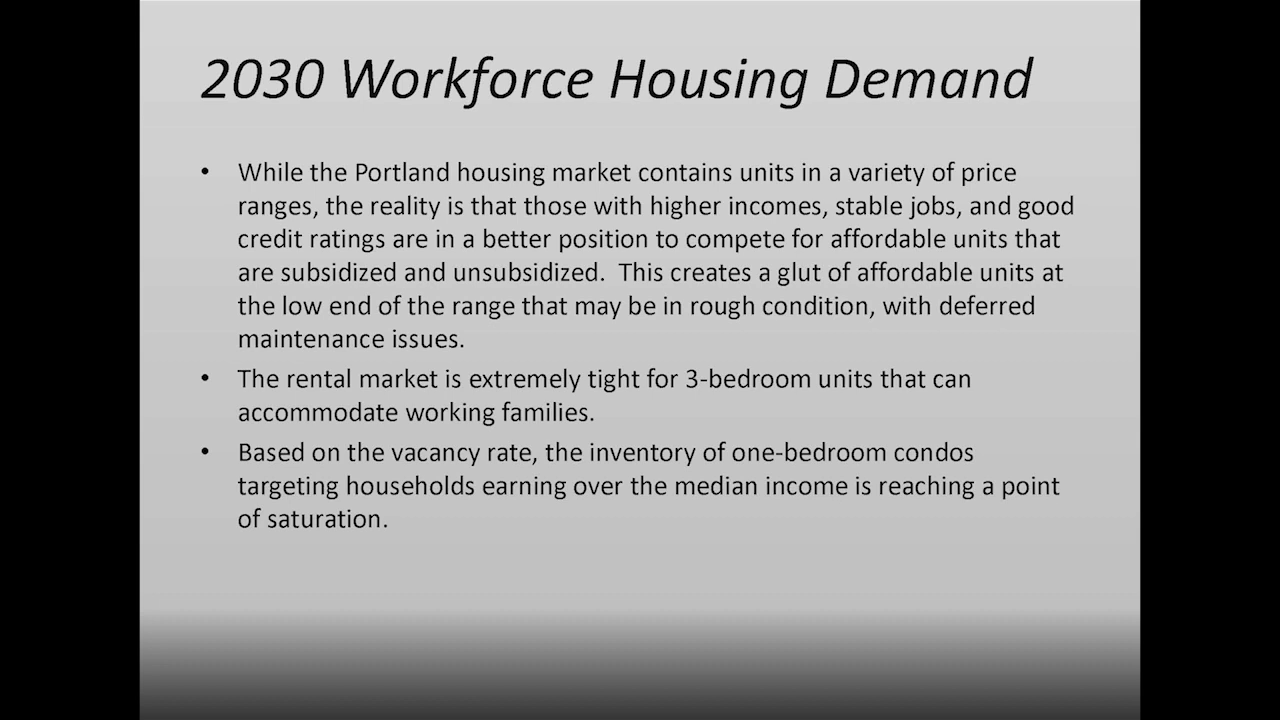 2030 Workforce Housing Demand
• While the Portland housing market contains units in a variety of price
ranges, the reality is that those with higher incomes, stable jobs, and good
credit ratings are in a better position to compete for affordable units that
are subsidized and unsubsidized.  This creates a glut of affordable units at
the low end of the range that may be in rough condition, with deferred
maintenance issues.
• The rental market is extremely tight for 3-bedroom units that can
accommodate working families.
• Based on the vacancy rate, the inventory of one-bedroom condos
targeting households earning over the median income is reaching a point
of saturation.